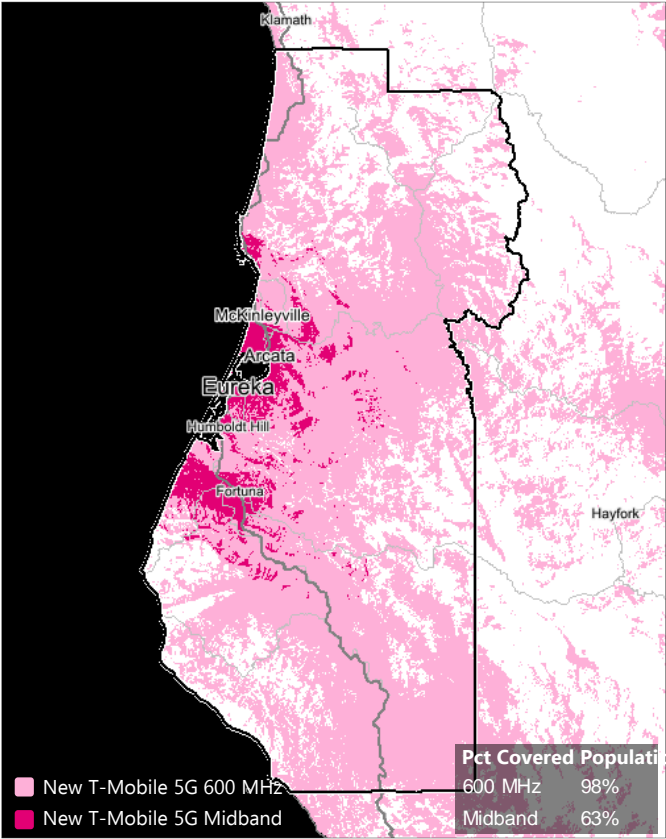 Klamath
McKinleyville
Arcata
Eureka
Humboldt Hill
Fortuna
Hayfork
Pct Covered Populati
New T-Mobile 5G 600 MHz
600 MHz 98%
New T-Mobile 5G Midband
Midband 63%